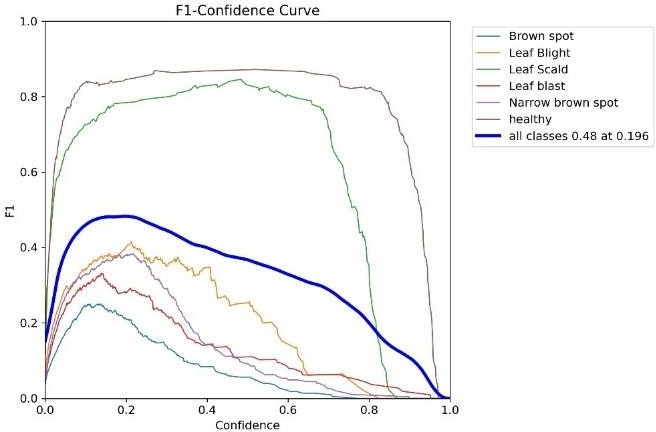 F1-Confidence Curve
1.0
0.8
0.6
0.4
0.2
0.0
F1
0.0 0.2 0.4 0.6 0.8 1.0
Confidence
Brown spot
Leaf Blight
Leaf Scald
Leaf blast
Narrow brown spot
healthy
all classes 0.48 at 0.196